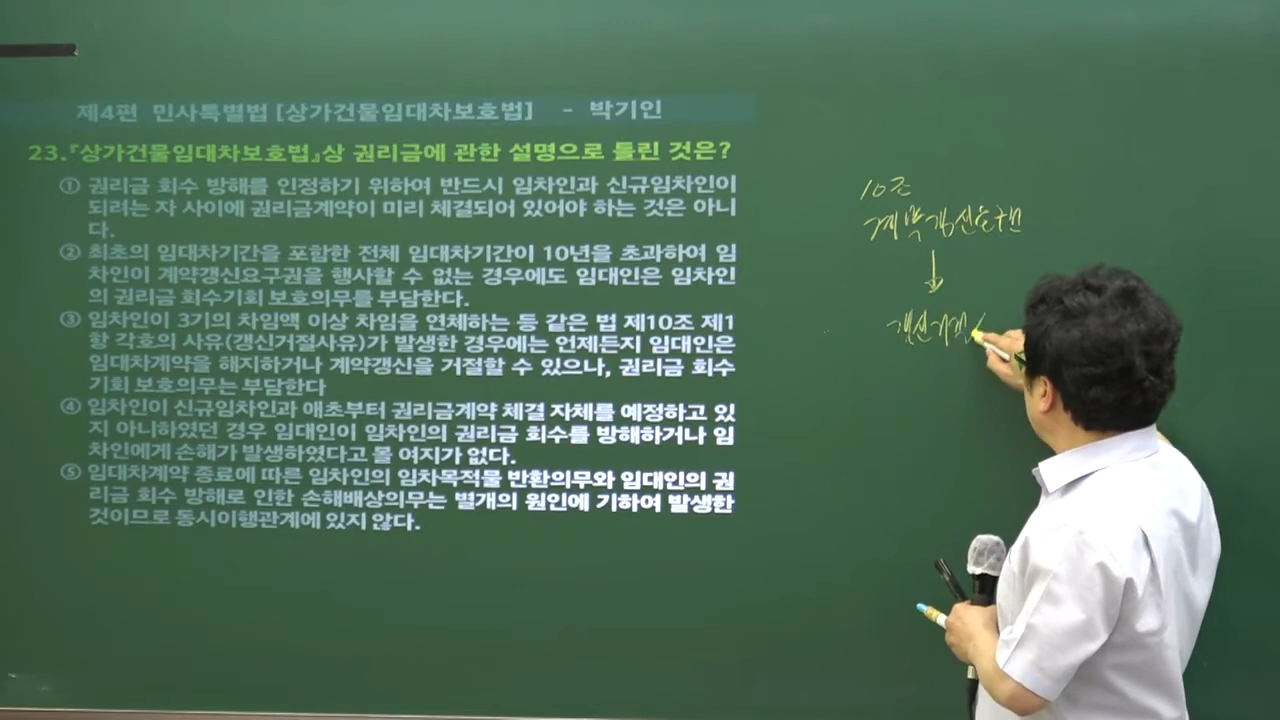 제4편 민사특별법 [상가건물임대차보호법] - 박기인
23.『상가건물임대차보호법』상 권리금에 관한 설명으로 틀린 것은?
① 권리금 회수 방해를 인정하기 위하여 반드시 임차인과 신규임차인이
되려는 자 사이에 권리금계약이 미리 체결되어 있어야 하는 것은 아니
다.
② 최초의 임대차기간을 포함한 전체 임대차기간이 10년을 초과하여 임
차인이 계약갱신요구권을 행사할 수 없는 경우에도 임대인은 임차인
의 권리금 회수기회 보호의무를 부담한다.
③ 임차인이 3기의 차임액 이상 차임을 연체하는 등 같은 법 제10조 제1
항 각호의 사유(갱신거절사유)가 발생한 경우에는 언제든지 임대인은
임대차계약을 해지하거나 계약갱신을 거절할 수 있으나, 권리금 회수
기회 보호의무는 부담한다
④ 임차인이 신규임차인과 애초부터 권리금계약 체결 자체를 예정하고 있
지 아니하였던 경우 임대인이 임차인의 권리금 회수를 방해하거나 임
차인에게 손해가 발생하였다고 볼 여지가 없다.
⑤ 임대차계약 종료에 따른 임차인의 임차목적물 반환의무와 임대인의 권
리금 회수 방해로 인한 손해배상의무는 별개의 원인에 기하여 발생한
것이므로 동시이행관계에 있지 않다.
10조
계약갱신요구권
↓
갱신거절